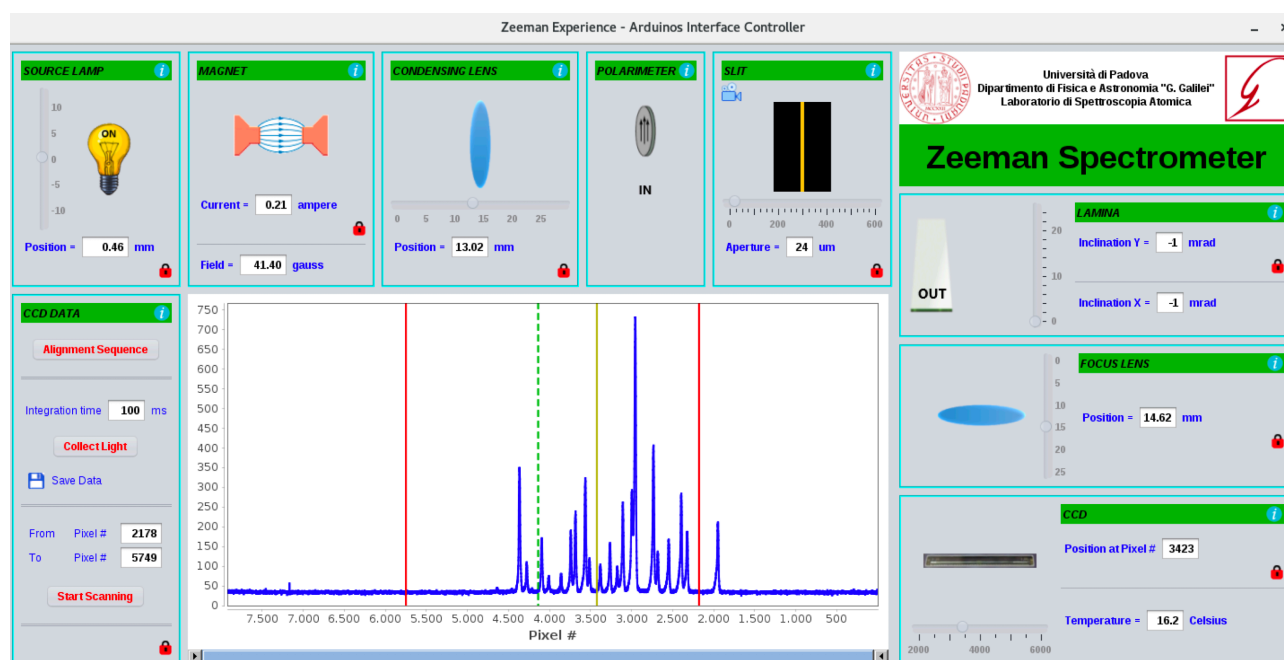 Zeeman Experience - Arduinos Interface Controller
SOURCE LAMP
10
5
0
-5
-10
ON
Position = 0.46 mm
MAGNET
Current = 0.21 ampere
Field = 41.40 gauss
CONDENSING LENS
0 5 10 15 20 25
Position = 13.02 mm
POLARIMETER
IN
SLIT
0 200 400 600
Aperture = 24 um
Università di Padova
Dipartimento di Fisica e Astronomia "G. Galilei"
Laboratorio di Spettroscopia Atomica
Zeeman Spectrometer
LAMINA
OUT
20
10
0
Inclination Y = -1 mrad
Inclination X = -1 mrad
CCD DATA
Alignment Sequence
Integration time 100 ms
Collect Light
Save Data
From Pixel # 2178
To Pixel # 5749
Start Scanning
750
700
650
600
550
500
450
400
350
300
250
200
150
100
50
0
7.500 7.000 6.500 6.000 5.500 5.000 4.500 4.000 3.500 3.000 2.500 2.000 1.500 1.000 500
Pixel #
FOCUS LENS
0
5
10
15
20
25
Position = 14.62 mm
CCD
Position at Pixel # 3423
Temperature = 16.2 Celsius
2000 4000 6000